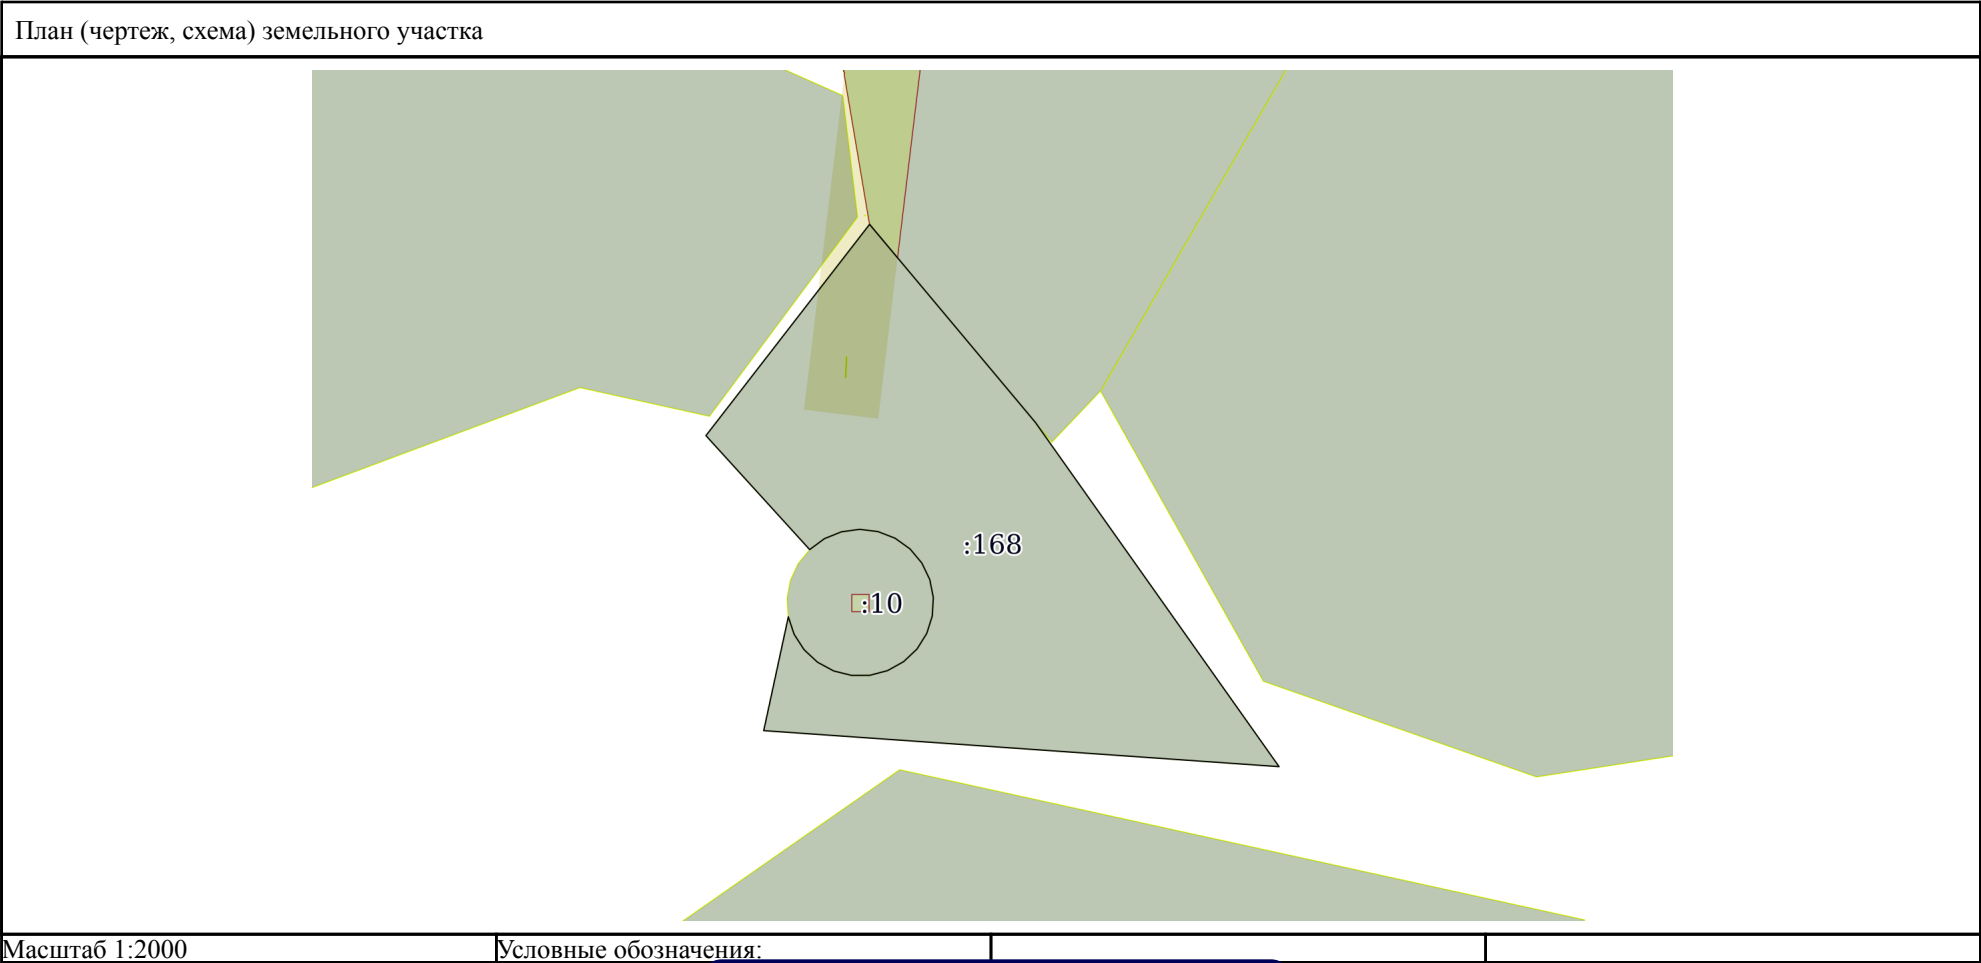 План (чертеж, схема) земельного участка
:168
:10
Масштаб 1:2000
Условные обозначения: